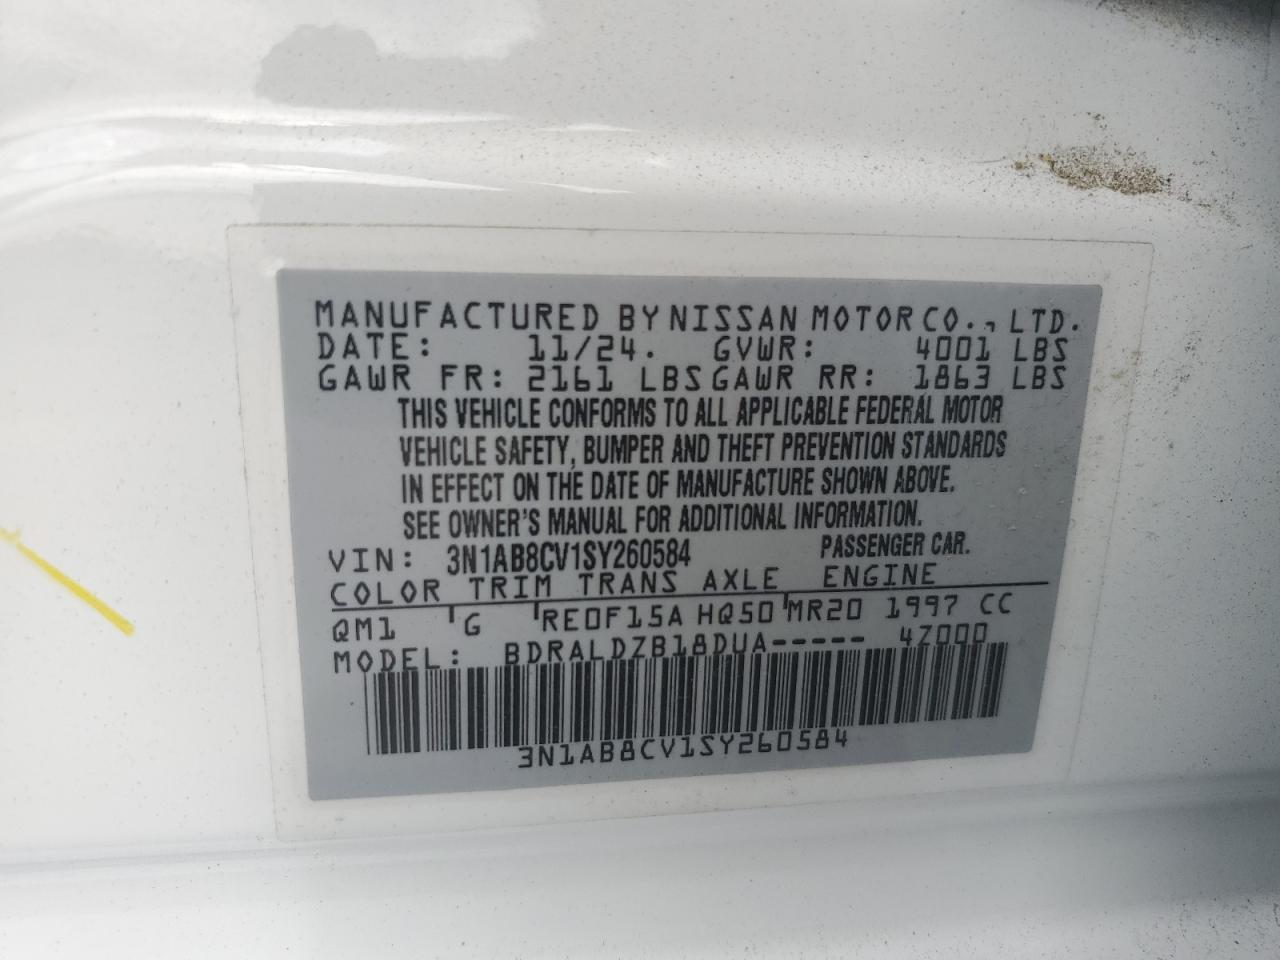 MANUFACTURED BY NISSAN MOTOR CO., LTD.
DATE: 11/24. GVWR: 4001 LBS
GAWR FR: 2161 LBS GAWR RR: 1863 LBS
THIS VEHICLE CONFORMS TO ALL APPLICABLE FEDERAL MOTOR
VEHICLE SAFETY, BUMPER AND THEFT PREVENTION STANDARDS
IN EFFECT ON THE DATE OF MANUFACTURE SHOWN ABOVE.
SEE OWNER'S MANUAL FOR ADDITIONAL INFORMATION.
VIN: 3N1AB8CV1SY260584 PASSENGER CAR.
COLOR TRIM TRANS AXLE ENGINE
QM1 G RE0F15A HQ50 MR20 1997 CC
MODEL: BDRALDZB18DUA----- 4Z000
3N1AB8CV1SY260584